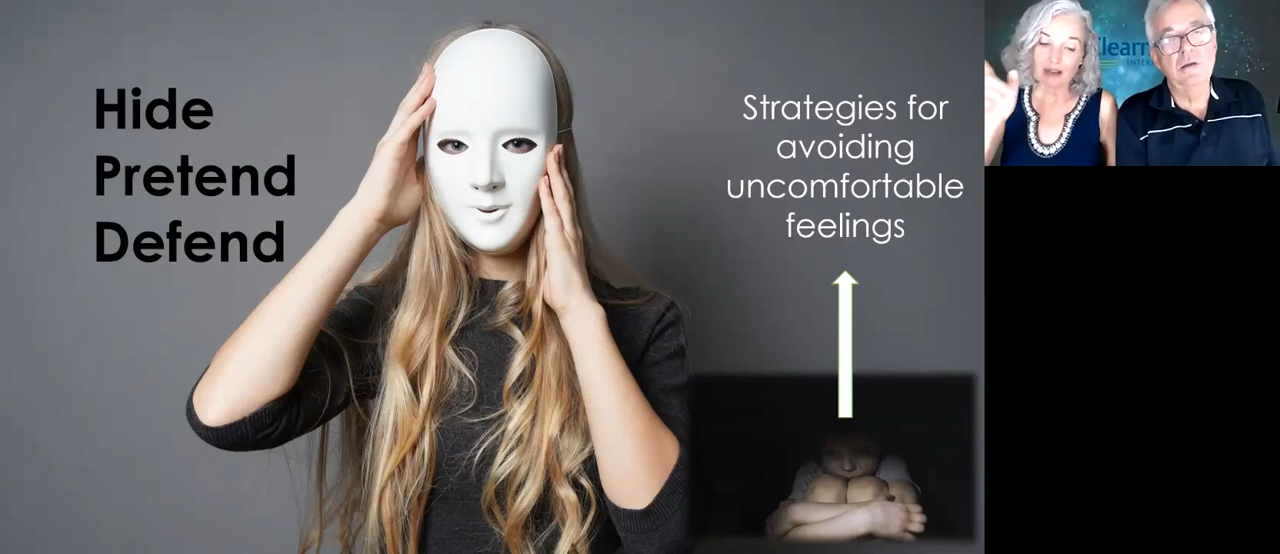 Hide
Pretend
Defend
Strategies for
avoiding
uncomfortable
feelings